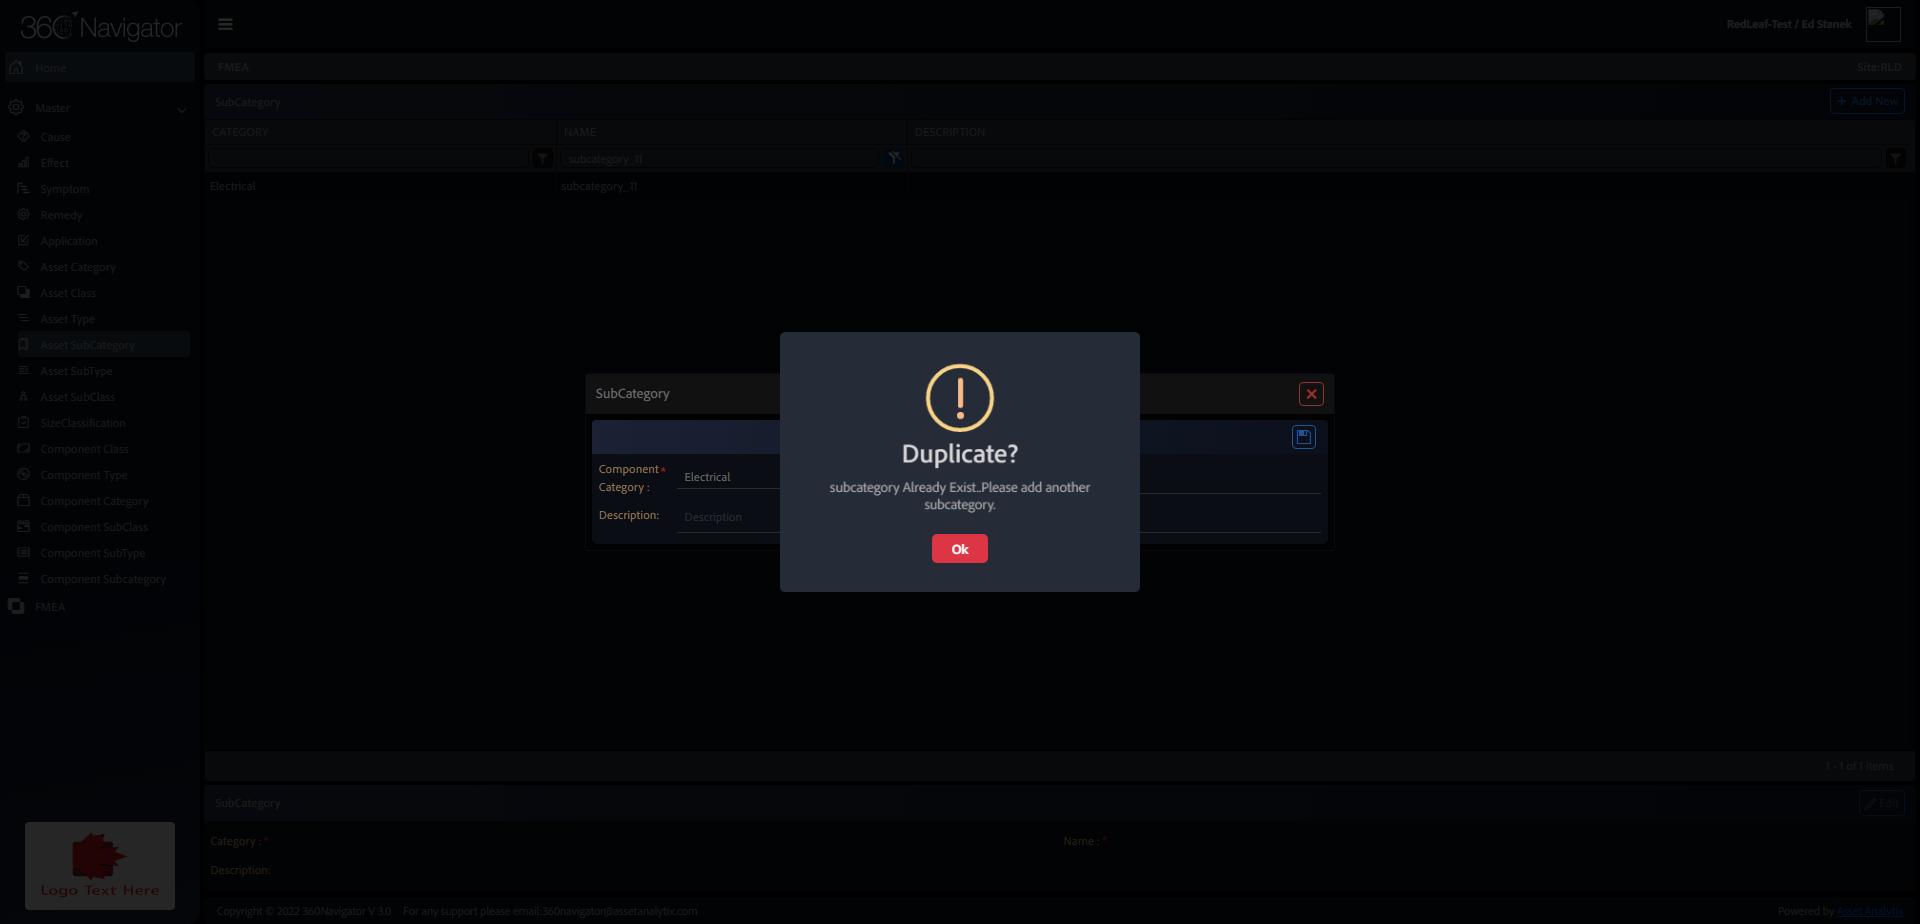 360 Navigator
RedLeaf-Test / Ed Stanek
Home
FMEA
Site:RLD
Master
SubCategory
+ Add New
CATEGORY NAME DESCRIPTION
subcategory_11
Electrical subcategory_11
Cause
Effect
Symptom
Remedy
Application
Asset Category
Asset Class
Asset Type
Asset SubCategory
Asset SubType
Asset SubClass
SizeClassification
Component Class
Component Type
Component Category
Component SubClass
Component SubType
Component Subcategory
FMEA
SubCategory
Component *
Category :
Electrical
Description:
Description
Duplicate?
subcategory Already Exist..Please add another
subcategory.
Ok
1 - 1 of 1 items
SubCategory
Edit
Category : *
Name : *
Description:
Logo Text Here
Copyright © 2022 360Navigator V 3.0 For any support please email:360navigator@assetanalytix.com
Powered by Asset Analytix